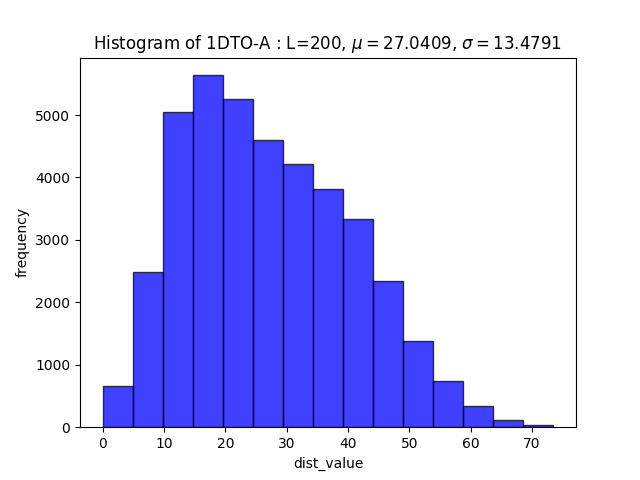 Histogram of 1DTO-A : L=200, μ = 27.0409, σ = 13.4791
5000
4000
3000
2000
1000
0
frequency
0 10 20 30 40 50 60 70
dist_value